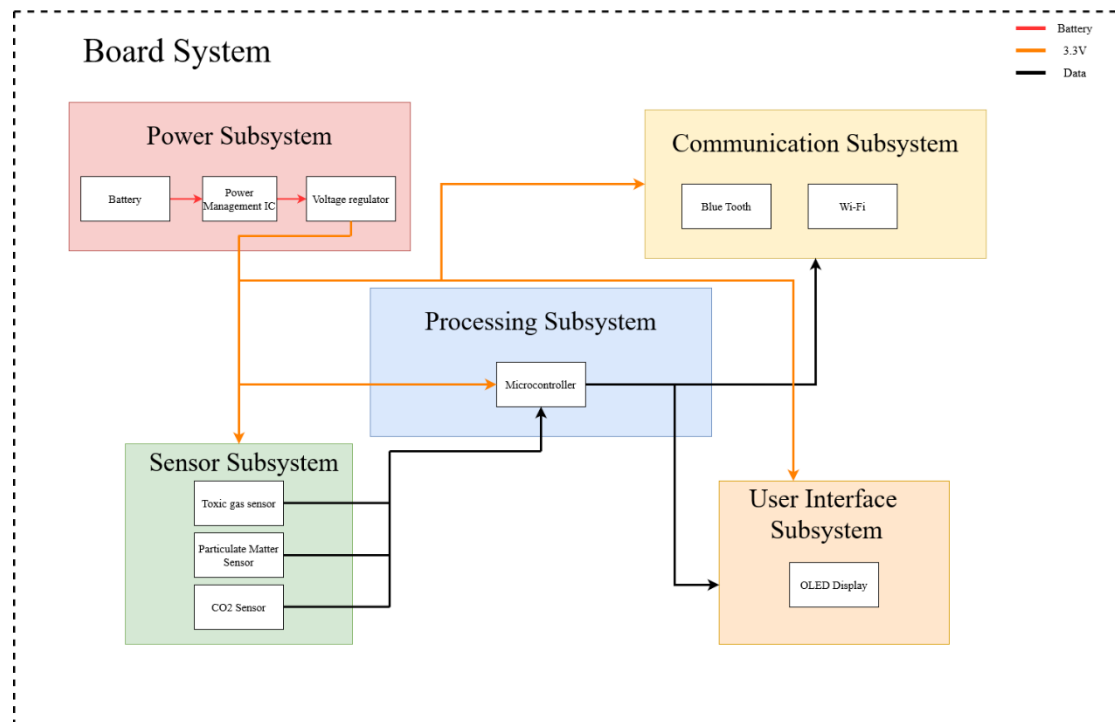 Board System
Battery
3.3V
Data
Power Subsystem
Battery
Power
Management IC
Voltage regulator
Communication Subsystem
Blue Tooth
Wi-Fi
Processing Subsystem
Microcontroller
Sensor Subsystem
Toxic gas sensor
Particulate Matter
Sensor
CO2 Sensor
User Interface
Subsystem
OLED Display